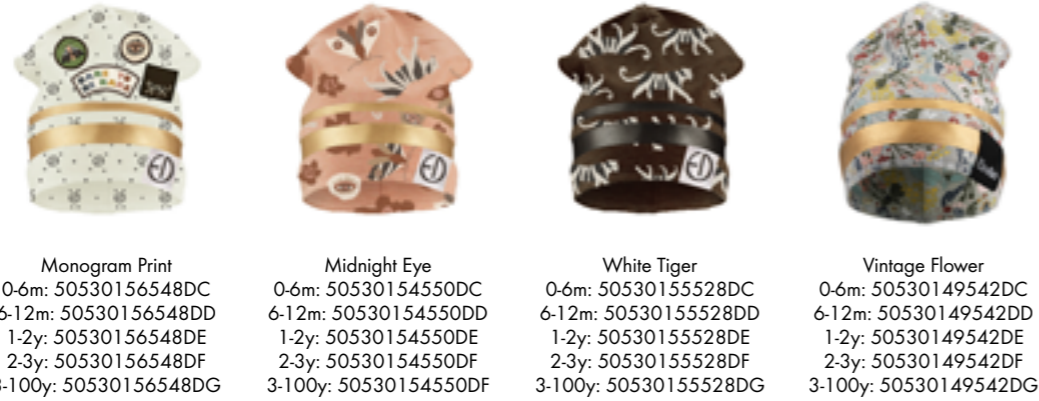 Monogram Print
0-6m: 50530156548DC
6-12m: 50530156548DD
1-2y: 50530156548DE
2-3y: 50530156548DF
3-100y: 50530156548DG
Midnight Eye
0-6m: 50530154550DC
6-12m: 50530154550DD
1-2y: 50530154550DE
2-3y: 50530154550DF
3-100y: 50530154550DF
White Tiger
0-6m: 50530155528DC
6-12m: 50530155528DD
1-2y: 50530155528DE
2-3y: 50530155528DF
3-100y: 50530155528DG
Vintage Flower
0-6m: 50530149542DC
6-12m: 50530149542DD
1-2y: 50530149542DE
2-3y: 50530149542DF
3-100y: 50530149542DG